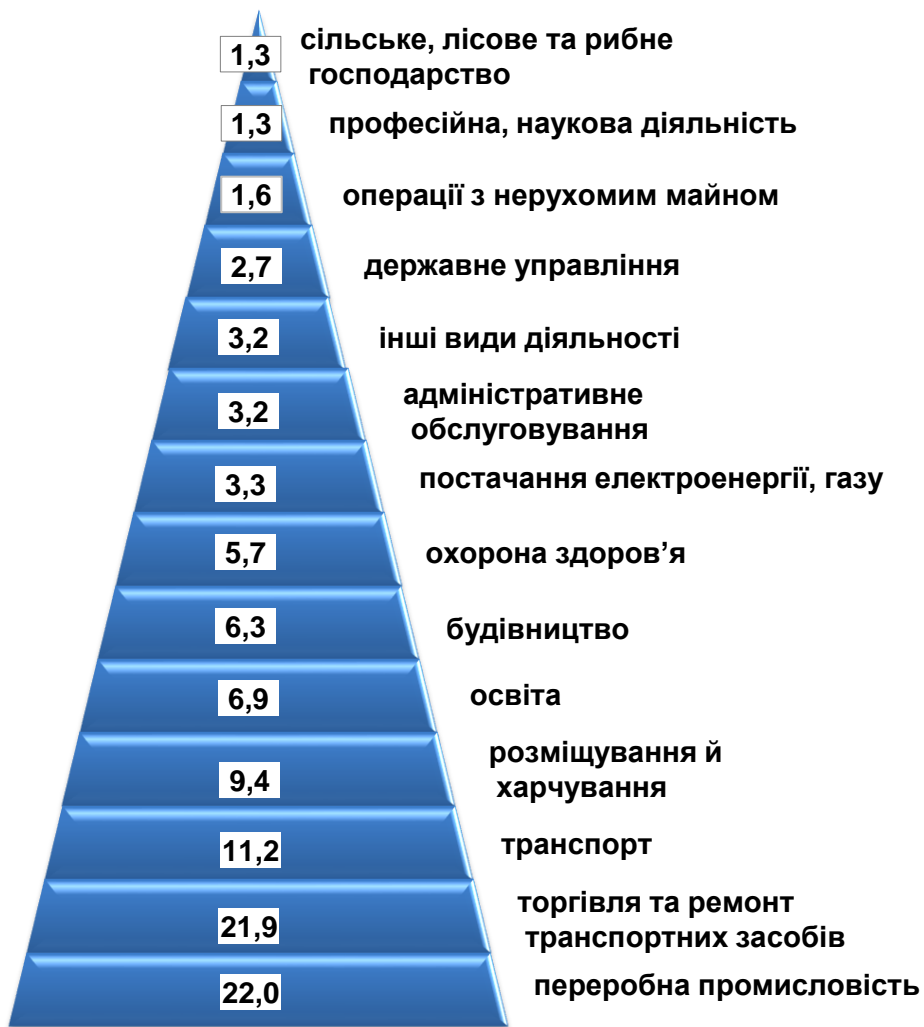 1,3
сільське, лісове та рибне
господарство
1,3
професійна, наукова діяльність
1,6
операції з нерухомим майном
2,7
державне управління
3,2
інші види діяльності
3,2
адміністративне
обслуговування
3,3
постачання електроенергії, газу
5,7
охорона здоров’я
6,3
будівництво
6,9
освіта
9,4
розміщування й
харчування
11,2
транспорт
21,9
торгівля та ремонт
транспортних засобів
22,0
переробна промисловість